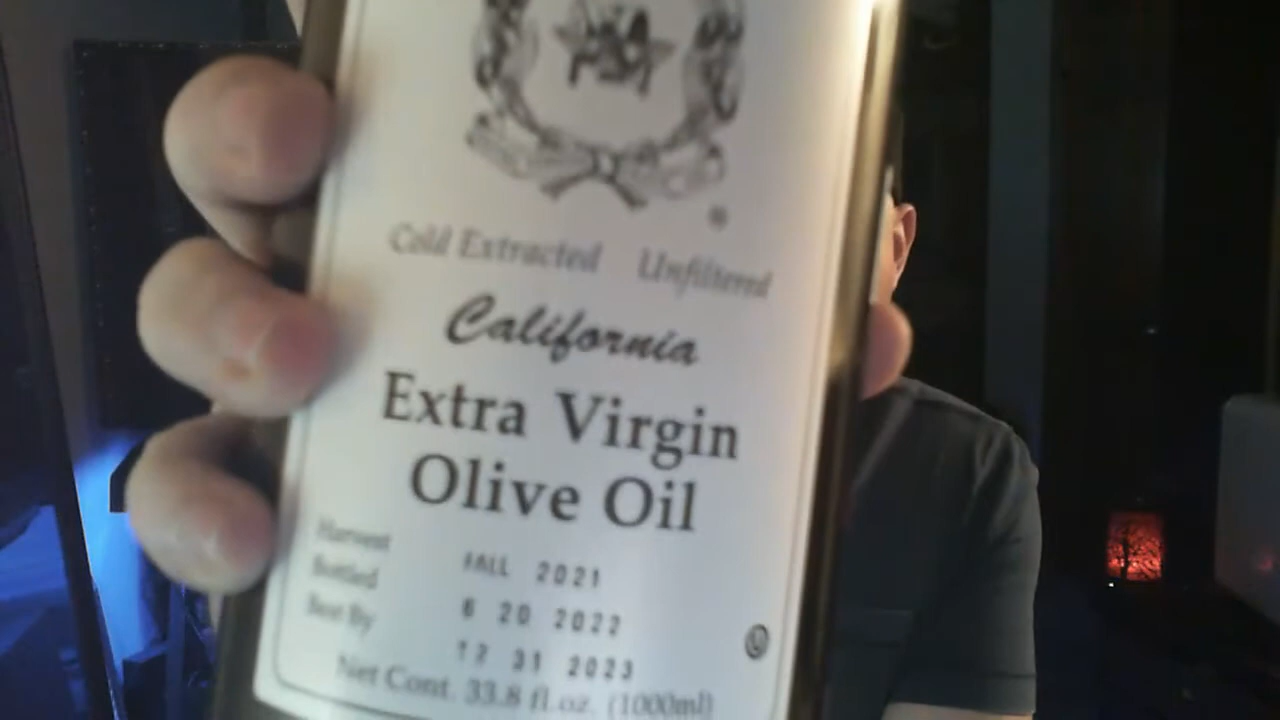 ®
Cold Extracted Unfiltered
California
Extra Virgin
Olive Oil
Harvest FALL 2021
Bottled 6 20 2022
Best By 12 31 2023
U
Net Cont. 33.8 fl.oz. (1000ml)